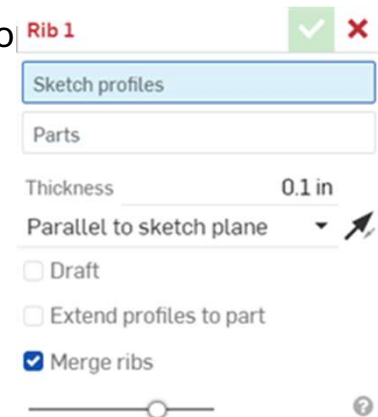 Rib 1
Sketch profiles
Parts
Thickness 0.1 in
Parallel to sketch plane
Draft
Extend profiles to part
Merge ribs
?